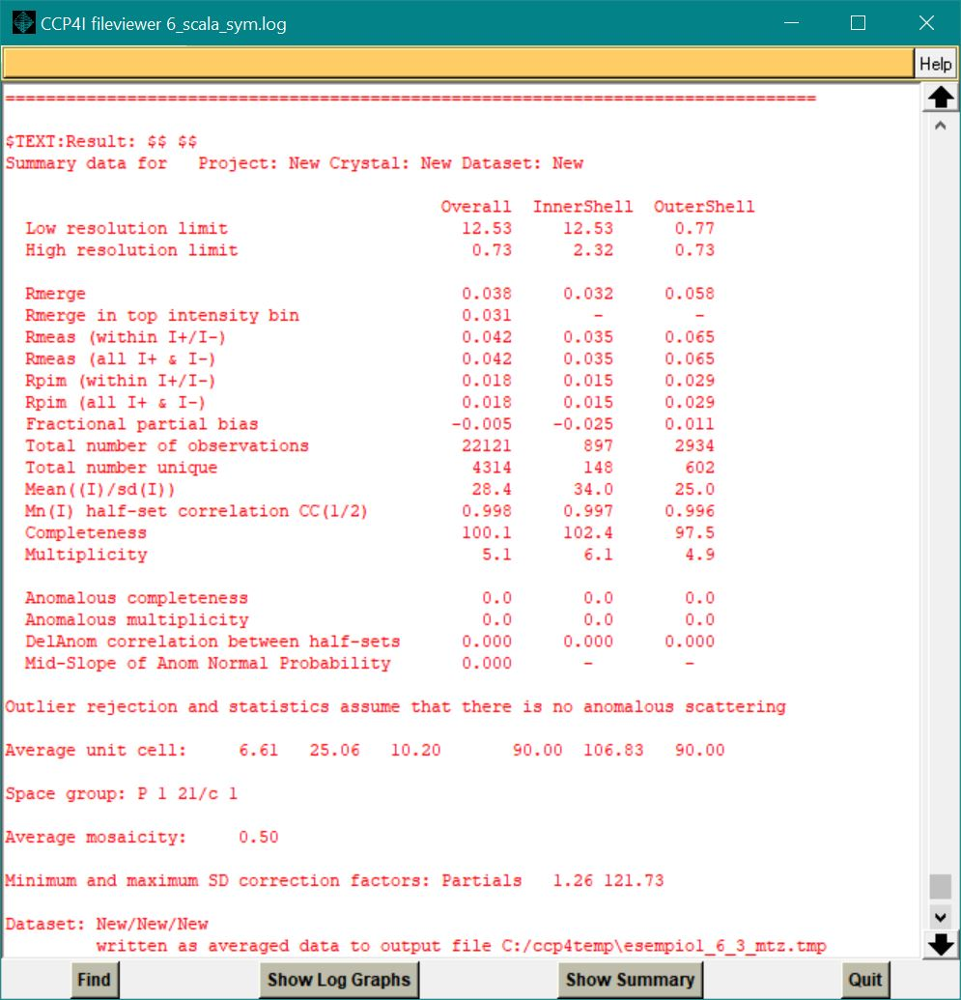 CCP4I fileviewer 6_scala_sym.log
Help
================================================================================
$TEXT:Result: $$ $$
Summary data for   Project: New Crystal: New Dataset: New
Overall  InnerShell  OuterShell
Low resolution limit   12.53   12.53   0.77
High resolution limit   0.73   2.32   0.73
Rmerge   0.038   0.032   0.058
Rmerge in top intensity bin   0.031   -   -
Rmeas (within I+/I-)   0.042   0.035   0.065
Rmeas (all I+ & I-)   0.042   0.035   0.065
Rpim (within I+/I-)   0.018   0.015   0.029
Rpim (all I+ & I-)   0.018   0.015   0.029
Fractional partial bias   -0.005   -0.025   0.011
Total number of observations   22121   897   2934
Total number unique   4314   148   602
Mean((I)/sd(I))   28.4   34.0   25.0
Mn(I) half-set correlation CC(1/2)   0.998   0.997   0.996
Completeness   100.1   102.4   97.5
Multiplicity   5.1   6.1   4.9
Anomalous completeness   0.0   0.0   0.0
Anomalous multiplicity   0.0   0.0   0.0
DelAnom correlation between half-sets   0.000   0.000   0.000
Mid-Slope of Anom Normal Probability   0.000   -   -
Outlier rejection and statistics assume that there is no anomalous scattering
Average unit cell:   6.61   25.06   10.20   90.00   106.83   90.00
Space group: P 1 21/c 1
Average mosaicity:   0.50
Minimum and maximum SD correction factors: Partials   1.26 121.73
Dataset: New/New/New
written as averaged data to output file C:/ccp4temp\esempio1_6_3_mtz.tmp
Find   Show Log Graphs   Show Summary   Quit